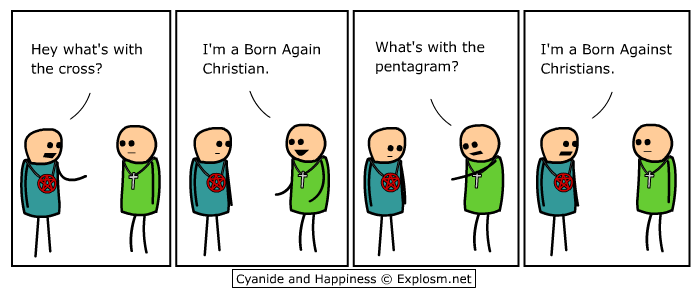 Hey what's with
the cross?
I'm a Born Again
Christian.
What's with the
pentagram?
I'm a Born Against
Christians.
Cyanide and Happiness © Explosm.net